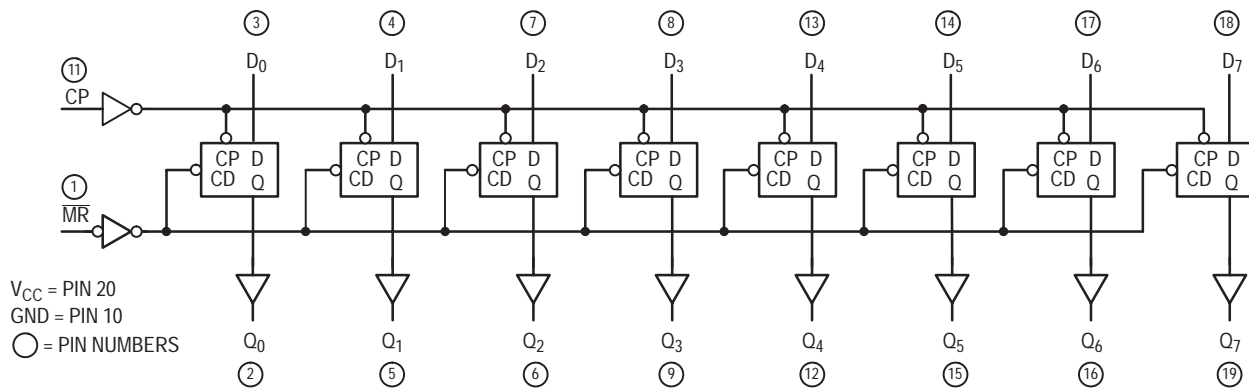 3 4 7 8 13 14 17 18
11 D0 D1 D2 D3 D4 D5 D6 D7
CP
CP D CP D CP D CP D CP D CP D CP D CP D
CD Q CD Q CD Q CD Q CD Q CD Q CD Q CD Q
1
MR
VCC = PIN 20
GND = PIN 10
= PIN NUMBERS
Q0 Q1 Q2 Q3 Q4 Q5 Q6 Q7
2 5 6 9 12 15 16 19